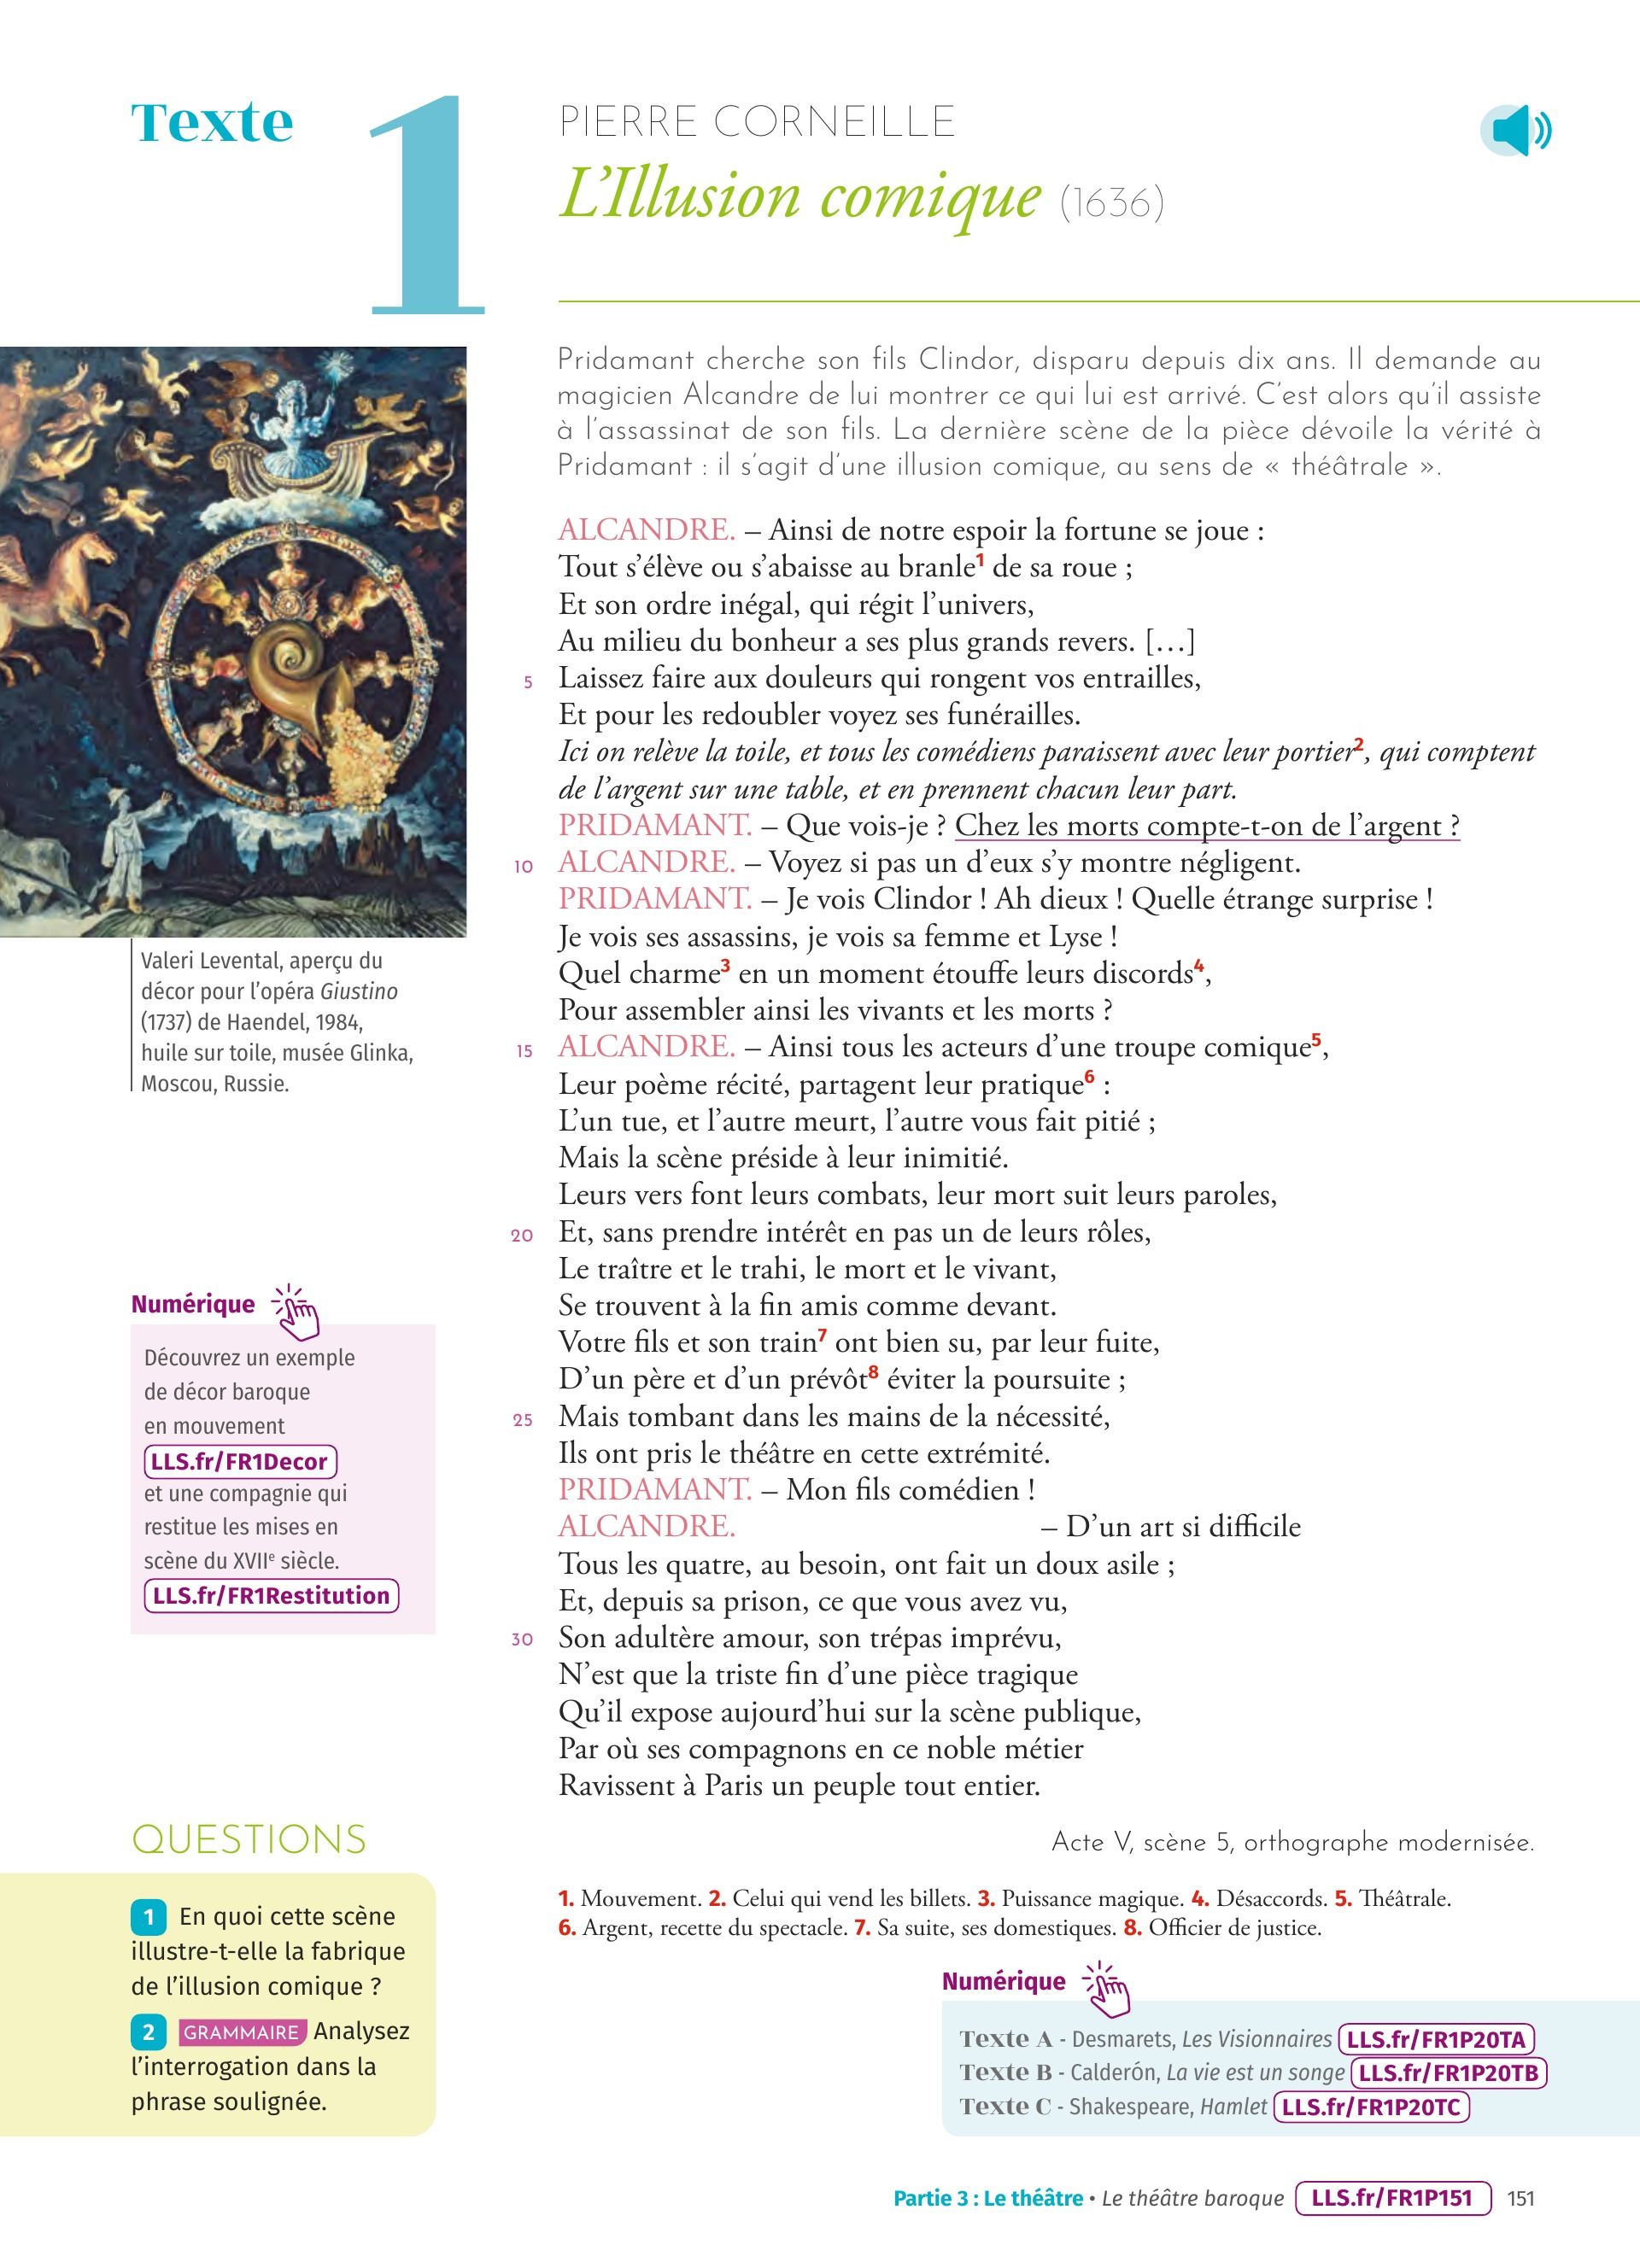 Texte 1
PIERRE CORNEILLE
L’Illusion comique (1636)
Pridamant cherche son fils Clindor, disparu depuis dix ans. Il demande au
magicien Alcandre de lui montrer ce qui lui est arrivé. C’est alors qu’il assiste
à l’assassinat de son fils. La dernière scène de la pièce dévoile la vérité à
Pridamant : il s’agit d’une illusion comique, au sens de « théâtrale ».
ALCANDRE. – Ainsi de notre espoir la fortune se joue :
Tout s’élève ou s’abaisse au branle1 de sa roue ;
Et son ordre inégal, qui régit l’univers,
Au milieu du bonheur a ses plus grands revers. […]
5 Laissez faire aux douleurs qui rongent vos entrailles,
Et pour les redoubler voyez ses funérailles.
Ici on relève la toile, et tous les comédiens paraissent avec leur portier2, qui comptent
de l’argent sur une table, et en prennent chacun leur part.
PRIDAMANT. – Que vois-je ? Chez les morts compte-t-on de l’argent ?
10 ALCANDRE. – Voyez si pas un d’eux s’y montre négligent.
PRIDAMANT. – Je vois Clindor ! Ah dieux ! Quelle étrange surprise !
Je vois ses assassins, je vois sa femme et Lyse !
Quel charme3 en un moment étouffe leurs discords4,
Pour assembler ainsi les vivants et les morts ?
15 ALCANDRE. – Ainsi tous les acteurs d’une troupe comique5,
Leur poème récité, partagent leur pratique6 :
L’un tue, et l’autre meurt, l’autre vous fait pitié ;
Mais la scène préside à leur inimitié.
Leurs vers font leurs combats, leur mort suit leurs paroles,
20 Et, sans prendre intérêt en pas un de leurs rôles,
Le traître et le trahi, le mort et le vivant,
Se trouvent à la fin amis comme devant.
Votre fils et son train7 ont bien su, par leur fuite,
D’un père et d’un prévôt8 éviter la poursuite ;
25 Mais tombant dans les mains de la nécessité,
Ils ont pris le théâtre en cette extrémité.
PRIDAMANT. – Mon fils comédien !
ALCANDRE. – D’un art si difficile
Tous les quatre, au besoin, ont fait un doux asile ;
Et, depuis sa prison, ce que vous avez vu,
30 Son adultère amour, son trépas imprévu,
N’est que la triste fin d’une pièce tragique
Qu’il expose aujourd’hui sur la scène publique,
Par où ses compagnons en ce noble métier
Ravissent à Paris un peuple tout entier.
Acte V, scène 5, orthographe modernisée.
1. Mouvement. 2. Celui qui vend les billets. 3. Puissance magique. 4. Désaccords. 5. Théâtrale.
6. Argent, recette du spectacle. 7. Sa suite, ses domestiques. 8. Officier de justice.
Valeri Levental, aperçu du
décor pour l’opéra Giustino
(1737) de Haendel, 1984,
huile sur toile, musée Glinka,
Moscou, Russie.
Numérique
Découvrez un exemple
de décor baroque
en mouvement
LLS.fr/FR1Decor
et une compagnie qui
restitue les mises en
scène du XVIIe siècle.
LLS.fr/FR1Restitution
QUESTIONS
1 En quoi cette scène
illustre-t-elle la fabrique
de l’illusion comique ?
2 GRAMMAIRE Analysez
l’interrogation dans la
phrase soulignée.
Numérique
Texte A - Desmarets, Les Visionnaires LLS.fr/FR1P20TA
Texte B - Calderón, La vie est un songe LLS.fr/FR1P20TB
Texte C - Shakespeare, Hamlet LLS.fr/FR1P20TC
Partie 3 : Le théâtre • Le théâtre baroque LLS.fr/FR1P151 151